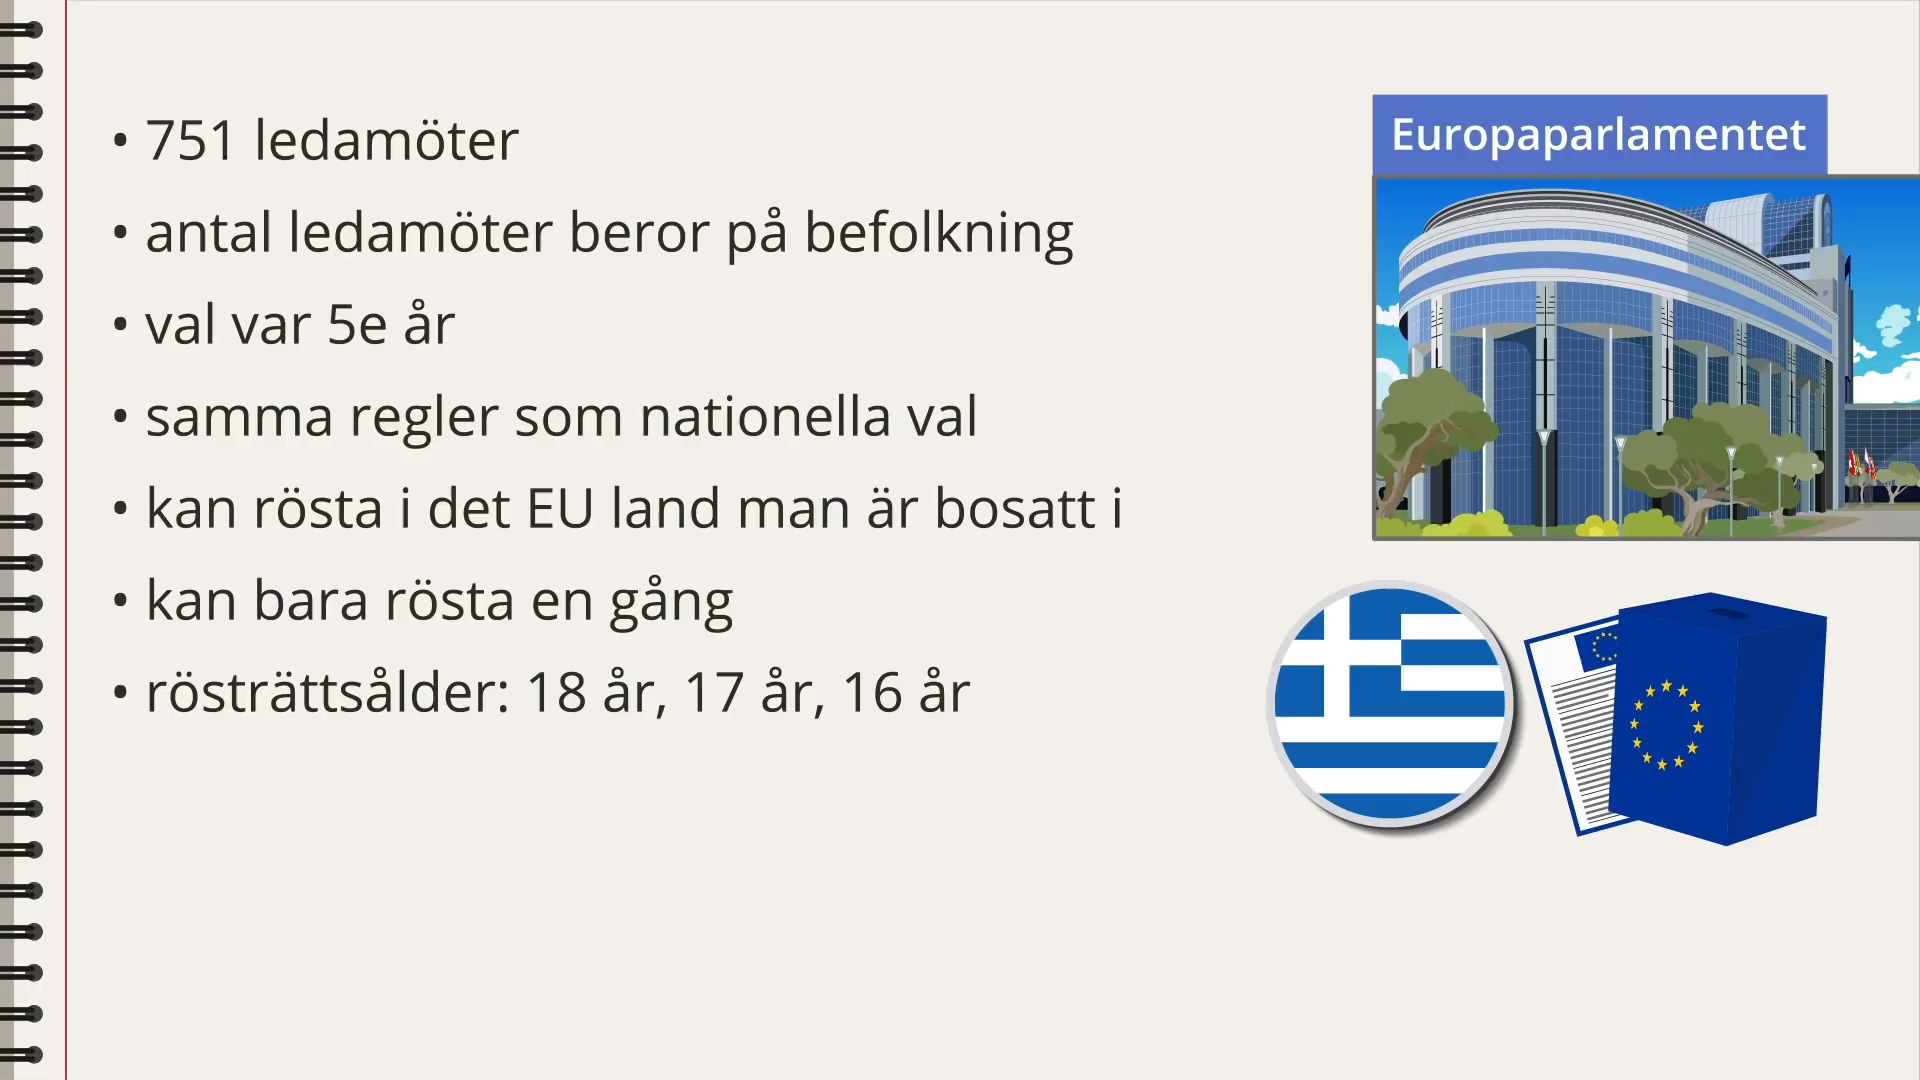 • 751 ledamöter
• antal ledamöter beror på befolkning
• val var 5e år
• samma regler som nationella val
• kan rösta i det EU land man är bosatt i
• kan bara rösta en gång
• rösträttsålder: 18 år, 17 år, 16 år
Europaparlamentet